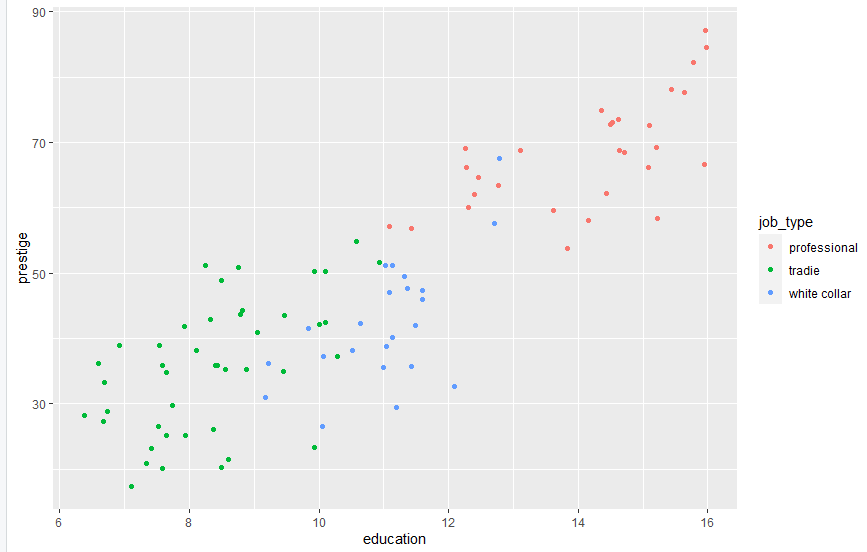 90
70
50
30
prestige
6
8
10
12
14
16
education
job_type
professional
tradie
white collar